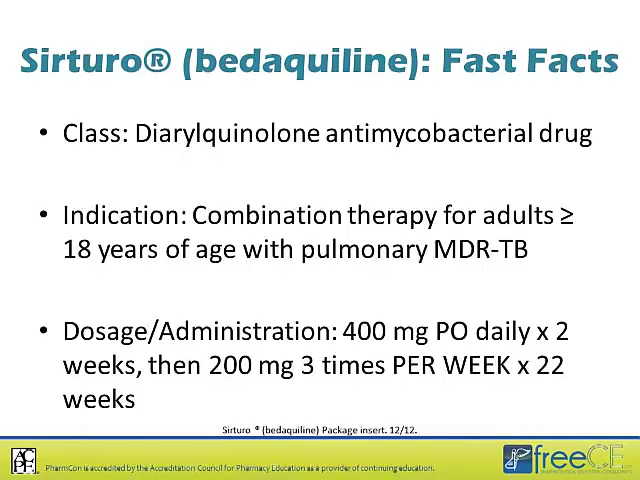 Sirturo® (bedaquiline): Fast Facts
• Class: Diarylquinolone antimycobacterial drug
• Indication: Combination therapy for adults ≥
18 years of age with pulmonary MDR-TB
• Dosage/Administration: 400 mg PO daily x 2
weeks, then 200 mg 3 times PER WEEK x 22
weeks
Sirturo ® (bedaquiline) Package insert. 12/12.
ACPE
PharmCon is accredited by the Accreditation Council for Pharmacy Education as a provider of continuing education.
freeCE